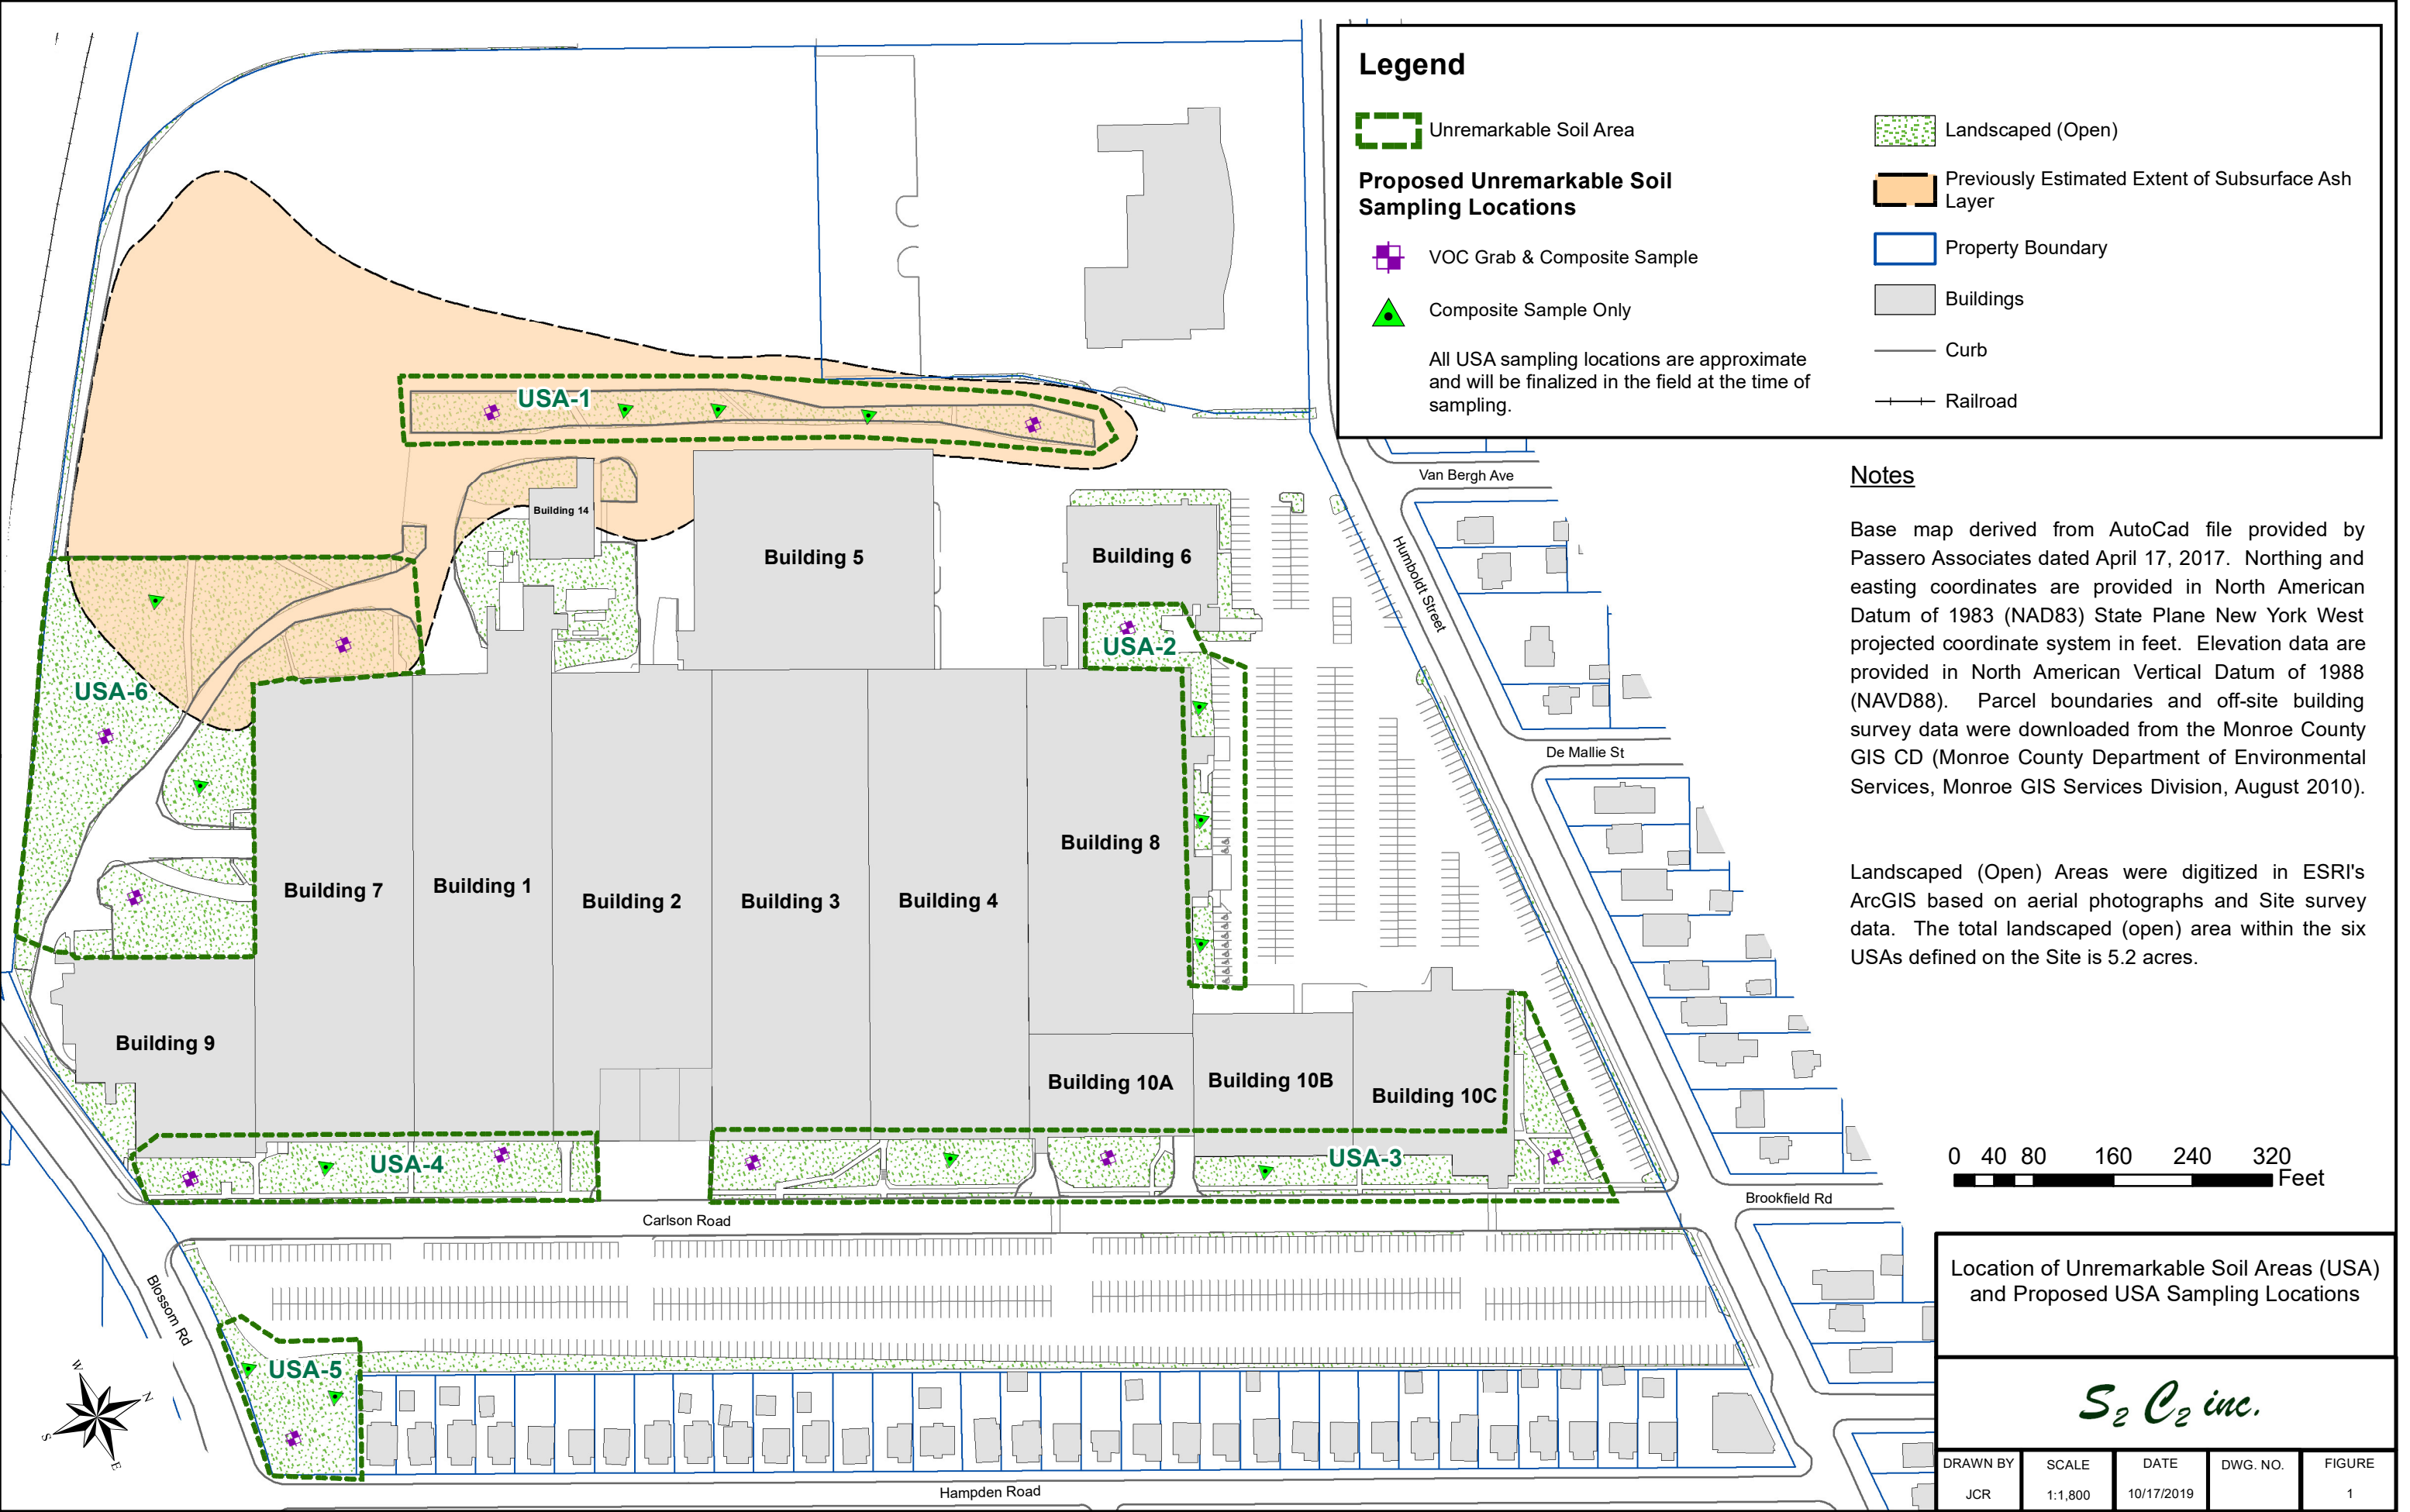 Legend
Unremarkable Soil Area
Proposed Unremarkable Soil
Sampling Locations
VOC Grab & Composite Sample
Composite Sample Only
All USA sampling locations are approximate
and will be finalized in the field at the time of
sampling.
Landscaped (Open)
Previously Estimated Extent of Subsurface Ash
Layer
Property Boundary
Buildings
Curb
Railroad
Notes
Base map derived from AutoCad file provided by
Passero Associates dated April 17, 2017. Northing and
easting coordinates are provided in North American
Datum of 1983 (NAD83) State Plane New York West
projected coordinate system in feet. Elevation data are
provided in North American Vertical Datum of 1988
(NAVD88). Parcel boundaries and off-site building
survey data were downloaded from the Monroe County
GIS CD (Monroe County Department of Environmental
Services, Monroe GIS Services Division, August 2010).
Landscaped (Open) Areas were digitized in ESRI's
ArcGIS based on aerial photographs and Site survey
data. The total landscaped (open) area within the six
USAs defined on the Site is 5.2 acres.
USA-1
Building 14
Building 5
Building 6
USA-2
USA-6
Building 7
Building 1
Building 2
Building 3
Building 4
Building 8
Building 9
Building 10A
Building 10B
Building 10C
USA-4
USA-3
USA-5
Van Bergh Ave
Humboldt Street
De Mallie St
Brookfield Rd
Carlson Road
Blossom Rd
Hampden Road
W
N
S
E
0 40 80 160 240 320
Feet
Location of Unremarkable Soil Areas (USA)
and Proposed USA Sampling Locations
S2 C2 inc.
DRAWN BY
JCR
SCALE
1:1,800
DATE
10/17/2019
DWG. NO.
FIGURE
1